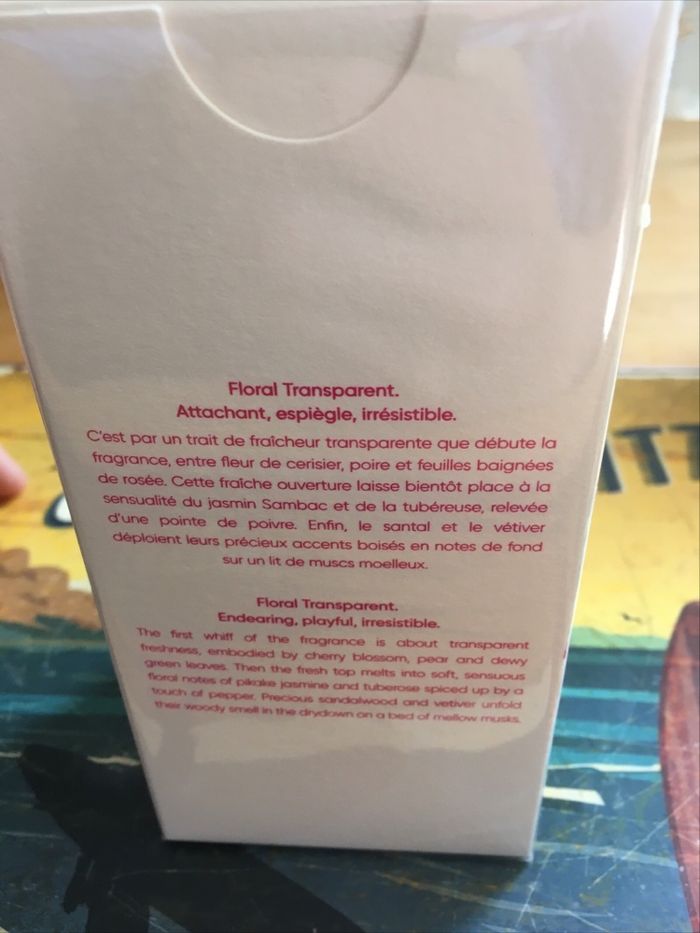 Floral Transparent.
Attachant, espiègle, irrésistible.
C'est par un trait de fraîcheur transparente que débute la
fragrance, entre fleur de cerisier, poire et feuilles baignées
de rosée. Cette fraîche ouverture laisse bientôt place à la
sensualité du jasmin Sambac et de la tubéreuse, relevée
d'une pointe de poivre. Enfin, le santal et le vétiver
déploient leurs précieux accents boisés en notes de fond
sur un lit de muscs moelleux.
Floral Transparent.
Endearing, playful, irresistible.
The first whiff of the fragrance is about transparent
freshness, embodied by cherry blossom, pear and dewy
green leaves. Then the fresh top melts into soft, sensuous
floral notes of pikake jasmine and tuberose spiced up by a
touch of pepper. Precious sandalwood and vetiver unfold
their woody smell in the drydown on a bed of mellow musks.